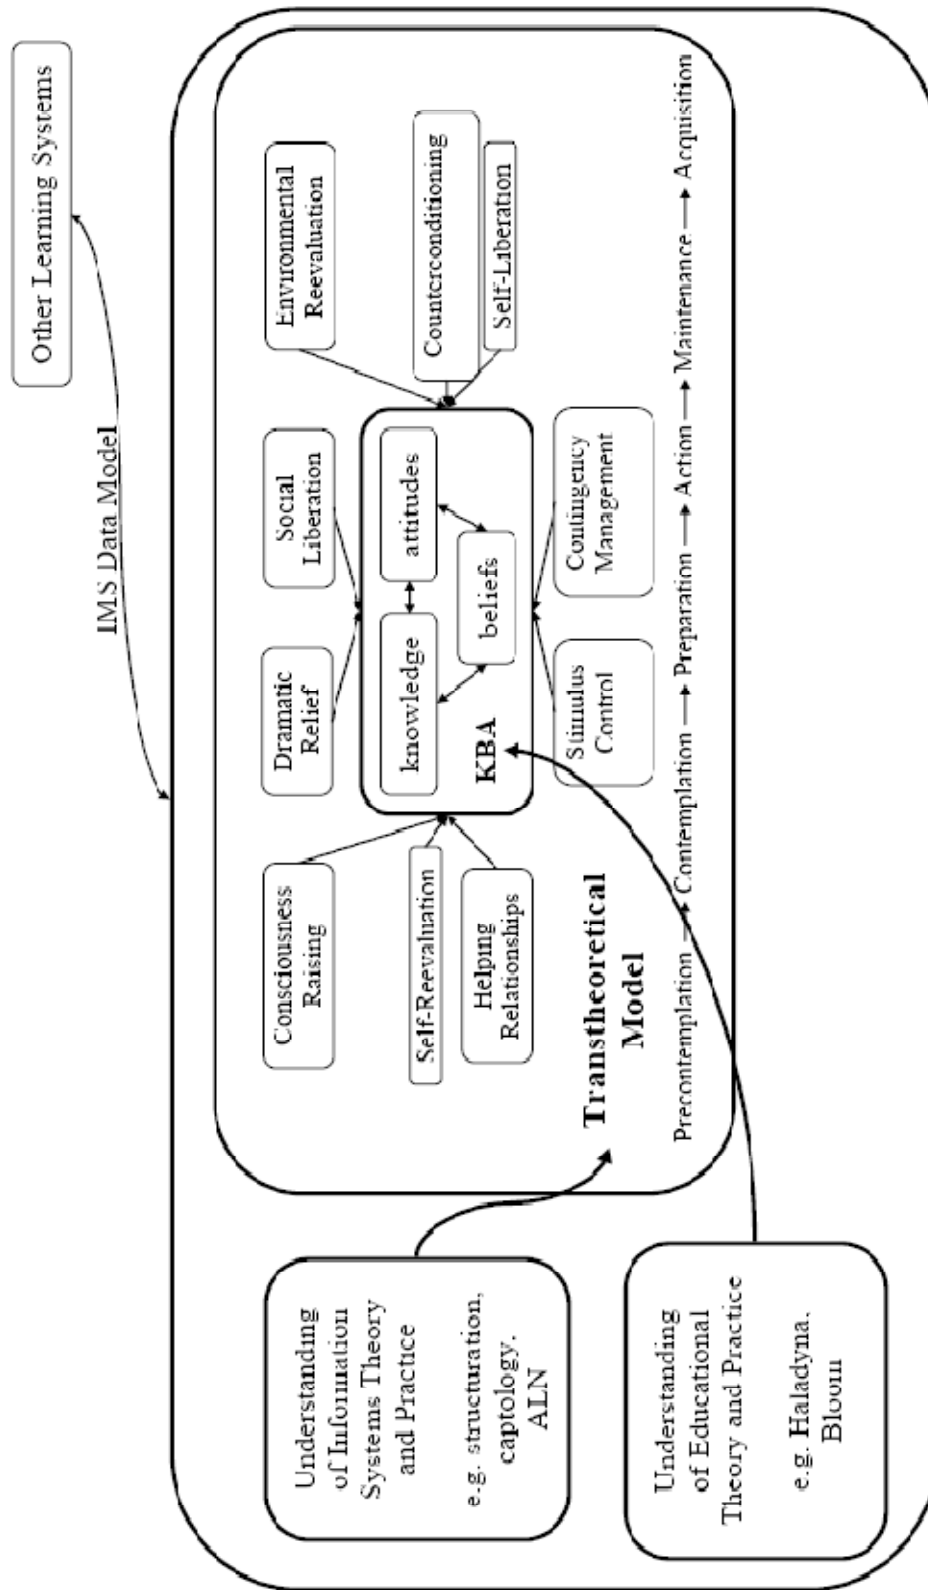 Other Learning Systems
IMS Data Model
Understanding
of Information
Systems Theory
and Practice
e.g. structuration,
captology.
ALN
Understanding
of Educational
Theory and Practice
e.g. Haladyna.
Bloom
Consciousness
Raising
Dramatic
Relief
Social
Liberation
Environmental
Reevaluation
Self-Reevaluation
Helping
Relationships
knowledge
attitudes
beliefs
KBA
Counterconditioning
Self-Liberation
Stimulus
Control
Contingency
Management
Transtheoretical
Model
Precontemplation → Contemplation → Preparation → Action → Maintenance → Acquisition